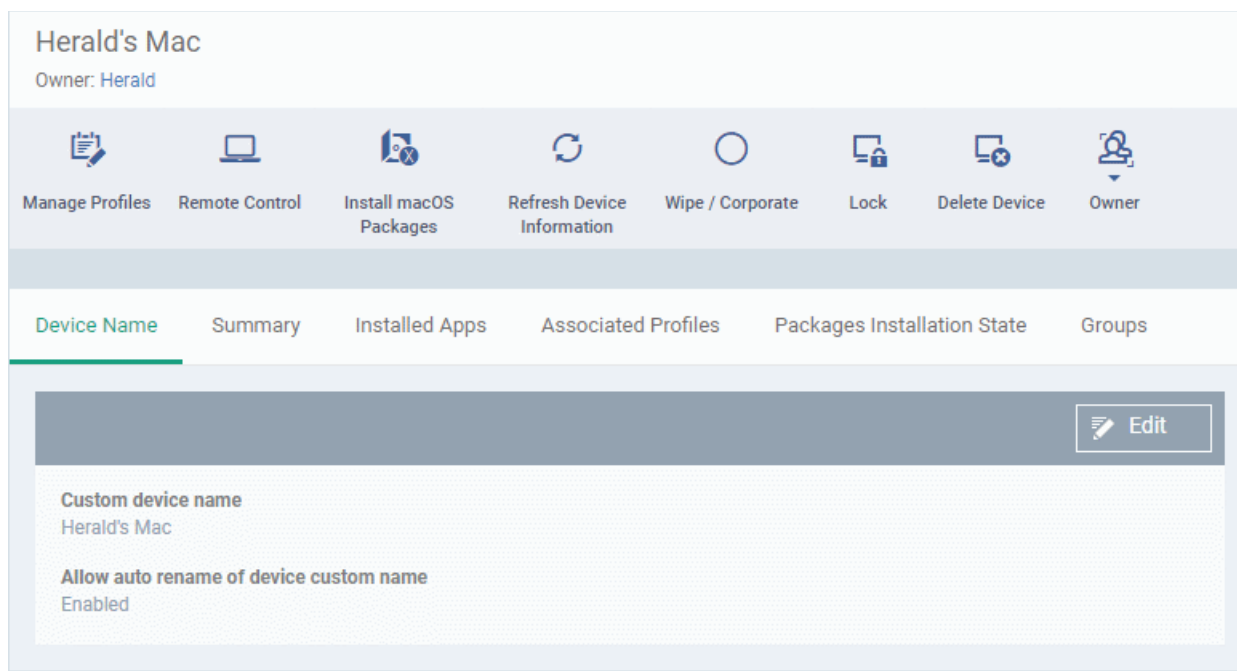 Herald's Mac
Owner: Herald
Manage Profiles
Remote Control
Install macOS
Packages
Refresh Device
Information
Wipe / Corporate
Lock
Delete Device
Owner
Device Name
Summary
Installed Apps
Associated Profiles
Packages Installation State
Groups
Edit
Custom device name
Herald's Mac
Allow auto rename of device custom name
Enabled